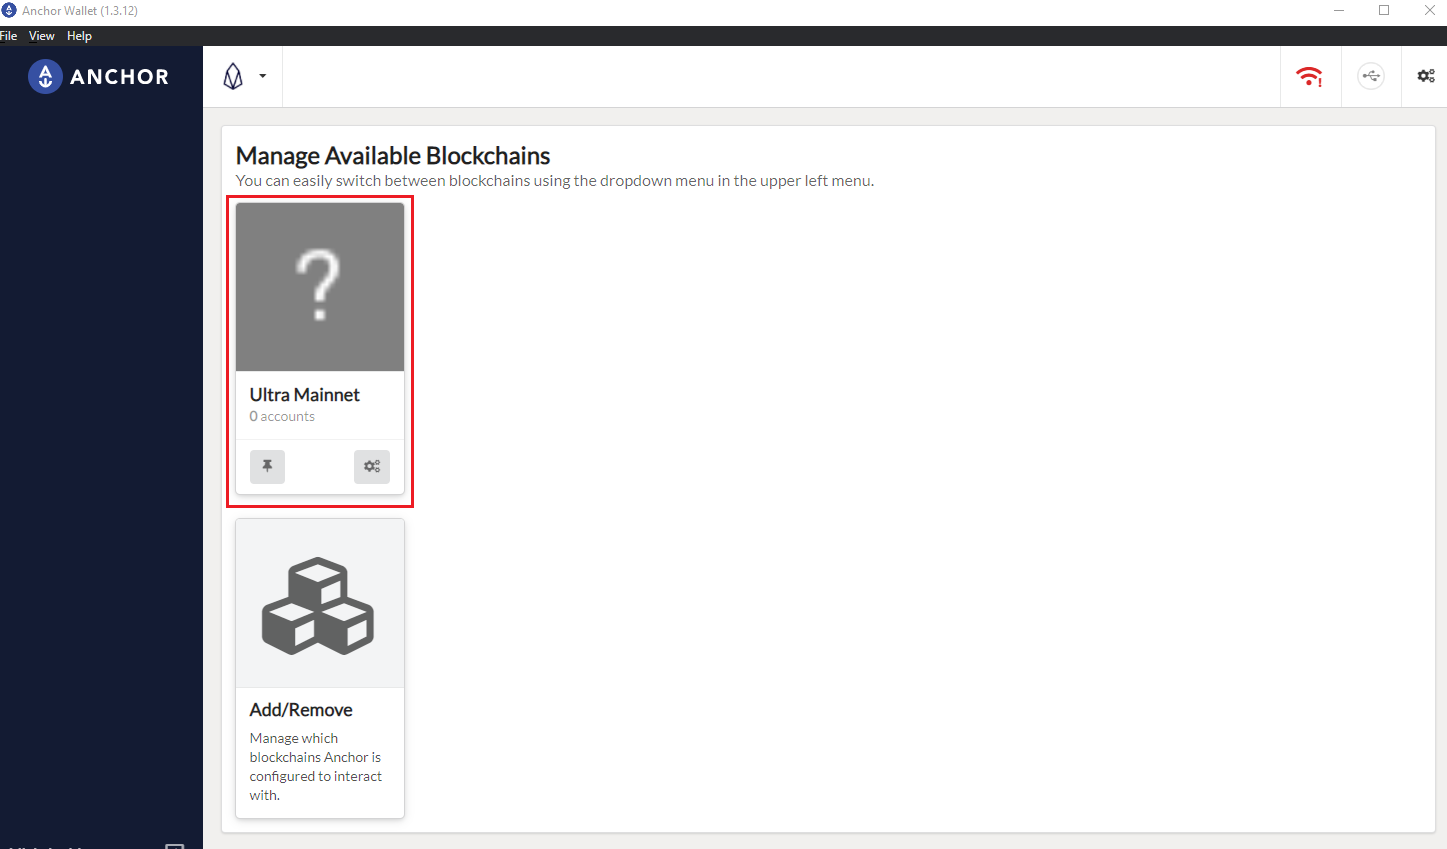 Anchor Wallet (1.3.12)
File View Help
ANCHOR
Manage Available Blockchains
You can easily switch between blockchains using the dropdown menu in the upper left menu.
?
Ultra Mainnet
0 accounts
Add/Remove
Manage which
blockchains Anchor is
configured to interact
with.